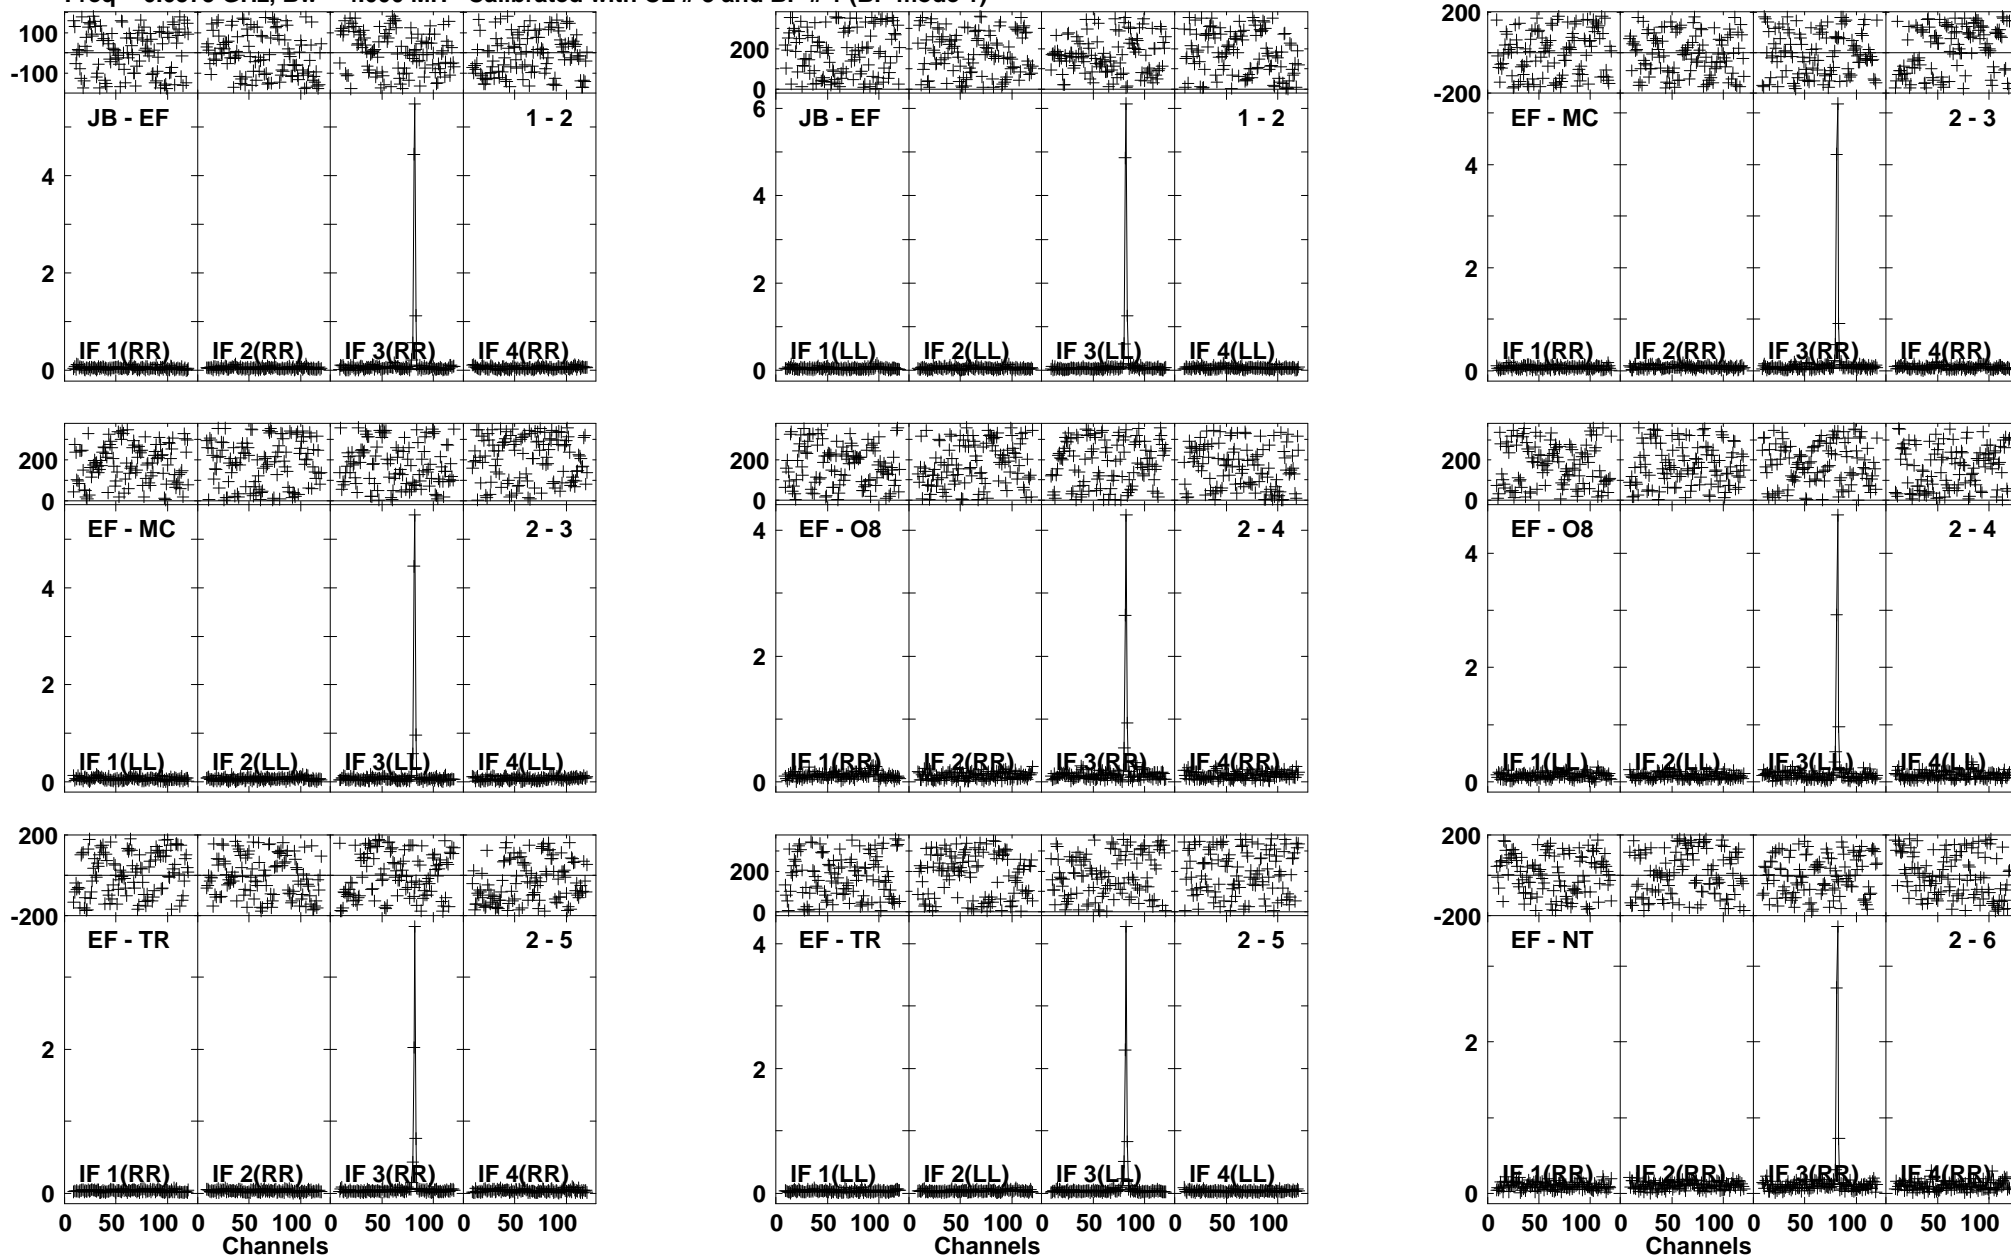 100
-100
JB - EF
1 - 2
4
2
0
IF 1(RR) IF 2(RR) IF 3(RR) IF 4(RR)
200
0
JB - EF
1 - 2
6
4
2
0
IF 1(LL) IF 2(LL) IF 3(LL) IF 4(LL)
200
-200
EF - MC
2 - 3
4
2
0
IF 1(RR) IF 2(RR) IF 3(RR) IF 4(RR)
200
0
EF - MC
2 - 3
4
2
0
IF 1(LL) IF 2(LL) IF 3(LL) IF 4(LL)
200
0
EF - O8
2 - 4
4
2
0
IF 1(RR) IF 2(RR) IF 3(RR) IF 4(RR)
200
0
EF - O8
2 - 4
4
2
0
IF 1(LL) IF 2(LL) IF 3(LL) IF 4(LL)
200
-200
EF - TR
2 - 5
2
0
IF 1(RR) IF 2(RR) IF 3(RR) IF 4(RR)
0 50 100 0 50 100 0 50 100 0 50 100
Channels
200
0
EF - TR
2 - 5
4
2
0
IF 1(LL) IF 2(LL) IF 3(LL) IF 4(LL)
0 50 100 0 50 100 0 50 100 0 50 100
Channels
200
-200
EF - NT
2 - 6
2
0
IF 1(RR) IF 2(RR) IF 3(RR) IF 4(RR)
0 50 100 0 50 100 0 50 100 0 50 100
Channels